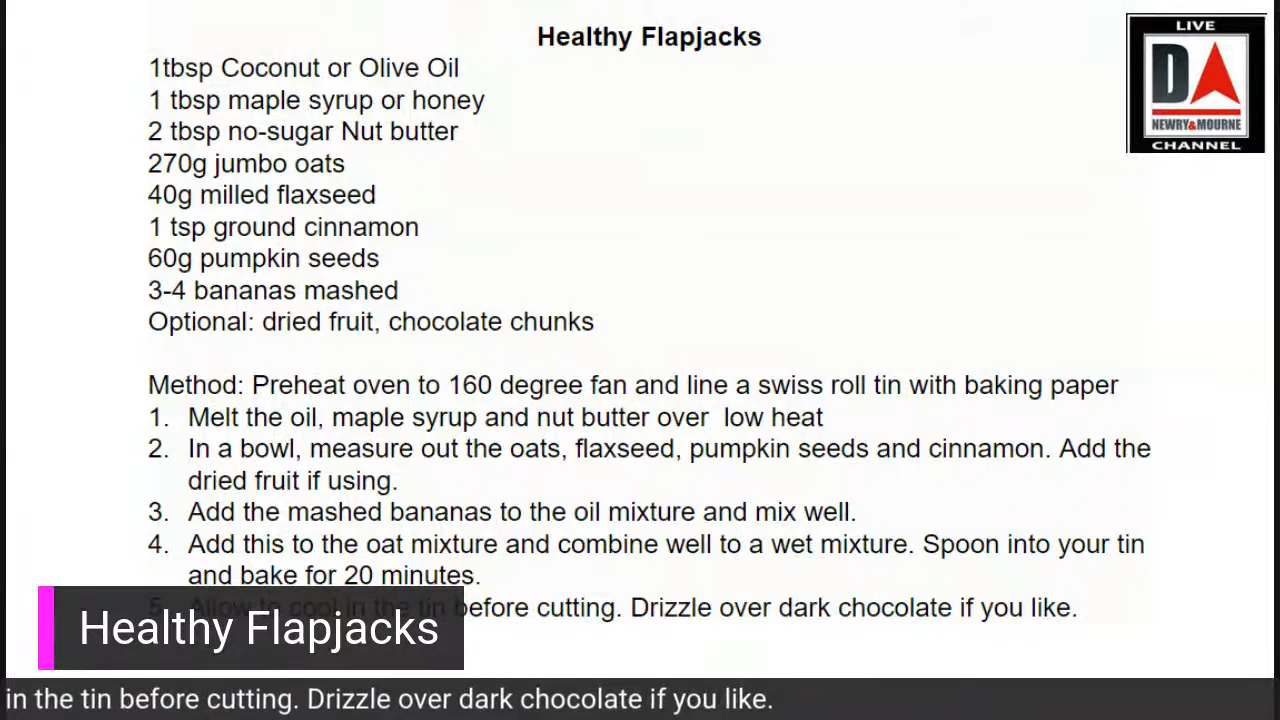 Healthy Flapjacks
LIVE
DA
NEWRY&MOURNE
CHANNEL
1tbsp Coconut or Olive Oil
1 tbsp maple syrup or honey
2 tbsp no-sugar Nut butter
270g jumbo oats
40g milled flaxseed
1 tsp ground cinnamon
60g pumpkin seeds
3-4 bananas mashed
Optional: dried fruit, chocolate chunks
Method: Preheat oven to 160 degree fan and line a swiss roll tin with baking paper
1. Melt the oil, maple syrup and nut butter over low heat
2. In a bowl, measure out the oats, flaxseed, pumpkin seeds and cinnamon. Add the
dried fruit if using.
3. Add the mashed bananas to the oil mixture and mix well.
4. Add this to the oat mixture and combine well to a wet mixture. Spoon into your tin
and bake for 20 minutes.
5. Allow to cool in the tin before cutting. Drizzle over dark chocolate if you like.
Healthy Flapjacks
in the tin before cutting. Drizzle over dark chocolate if you like.